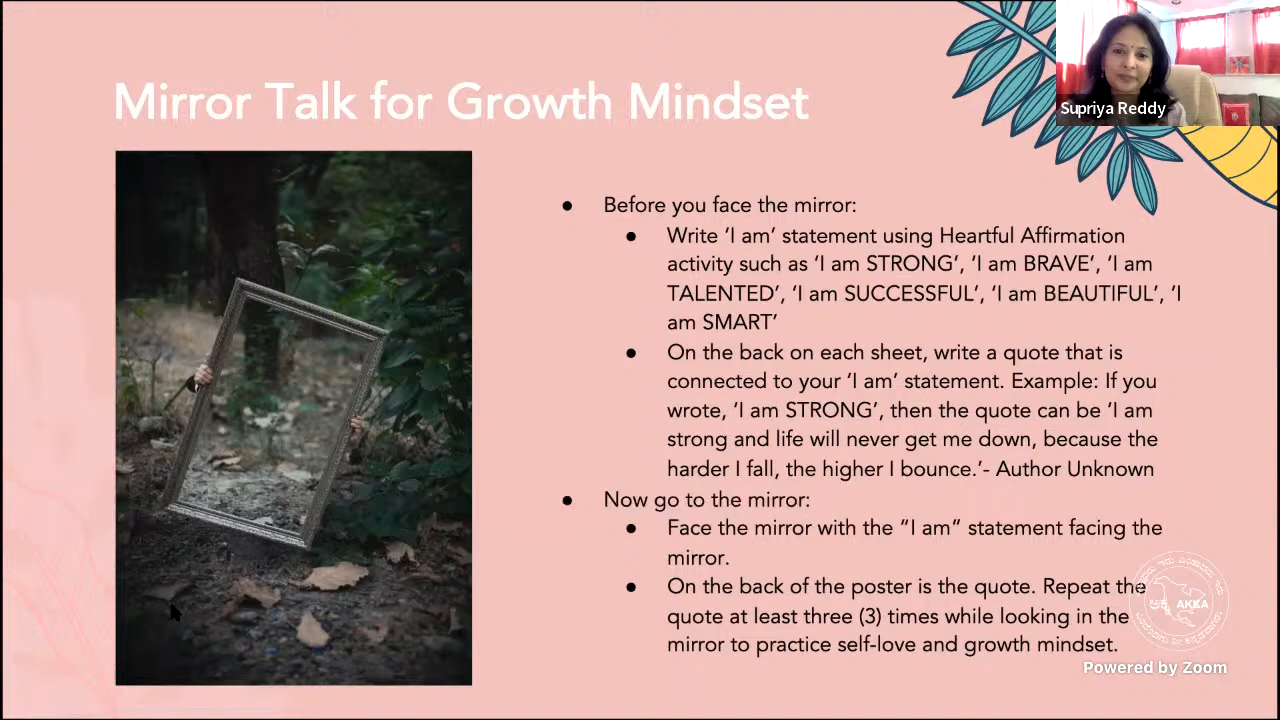 Mirror Talk for Growth Mindset
Supriya Reddy
● Before you face the mirror:
● Write ‘I am’ statement using Heartful Affirmation
activity such as ‘I am STRONG’, ‘I am BRAVE’, ‘I am
TALENTED’, ‘I am SUCCESSFUL’, ‘I am BEAUTIFUL’, ‘I
am SMART’
● On the back on each sheet, write a quote that is
connected to your ‘I am’ statement. Example: If you
wrote, ‘I am STRONG’, then the quote can be ‘I am
strong and life will never get me down, because the
harder I fall, the higher I bounce.’- Author Unknown
● Now go to the mirror:
● Face the mirror with the “I am“ statement facing the
mirror.
● On the back of the poster is the quote. Repeat the
quote at least three (3) times while looking in the
mirror to practice self-love and growth mindset.
ಅಕ್ಕ AKKA
Powered by Zoom